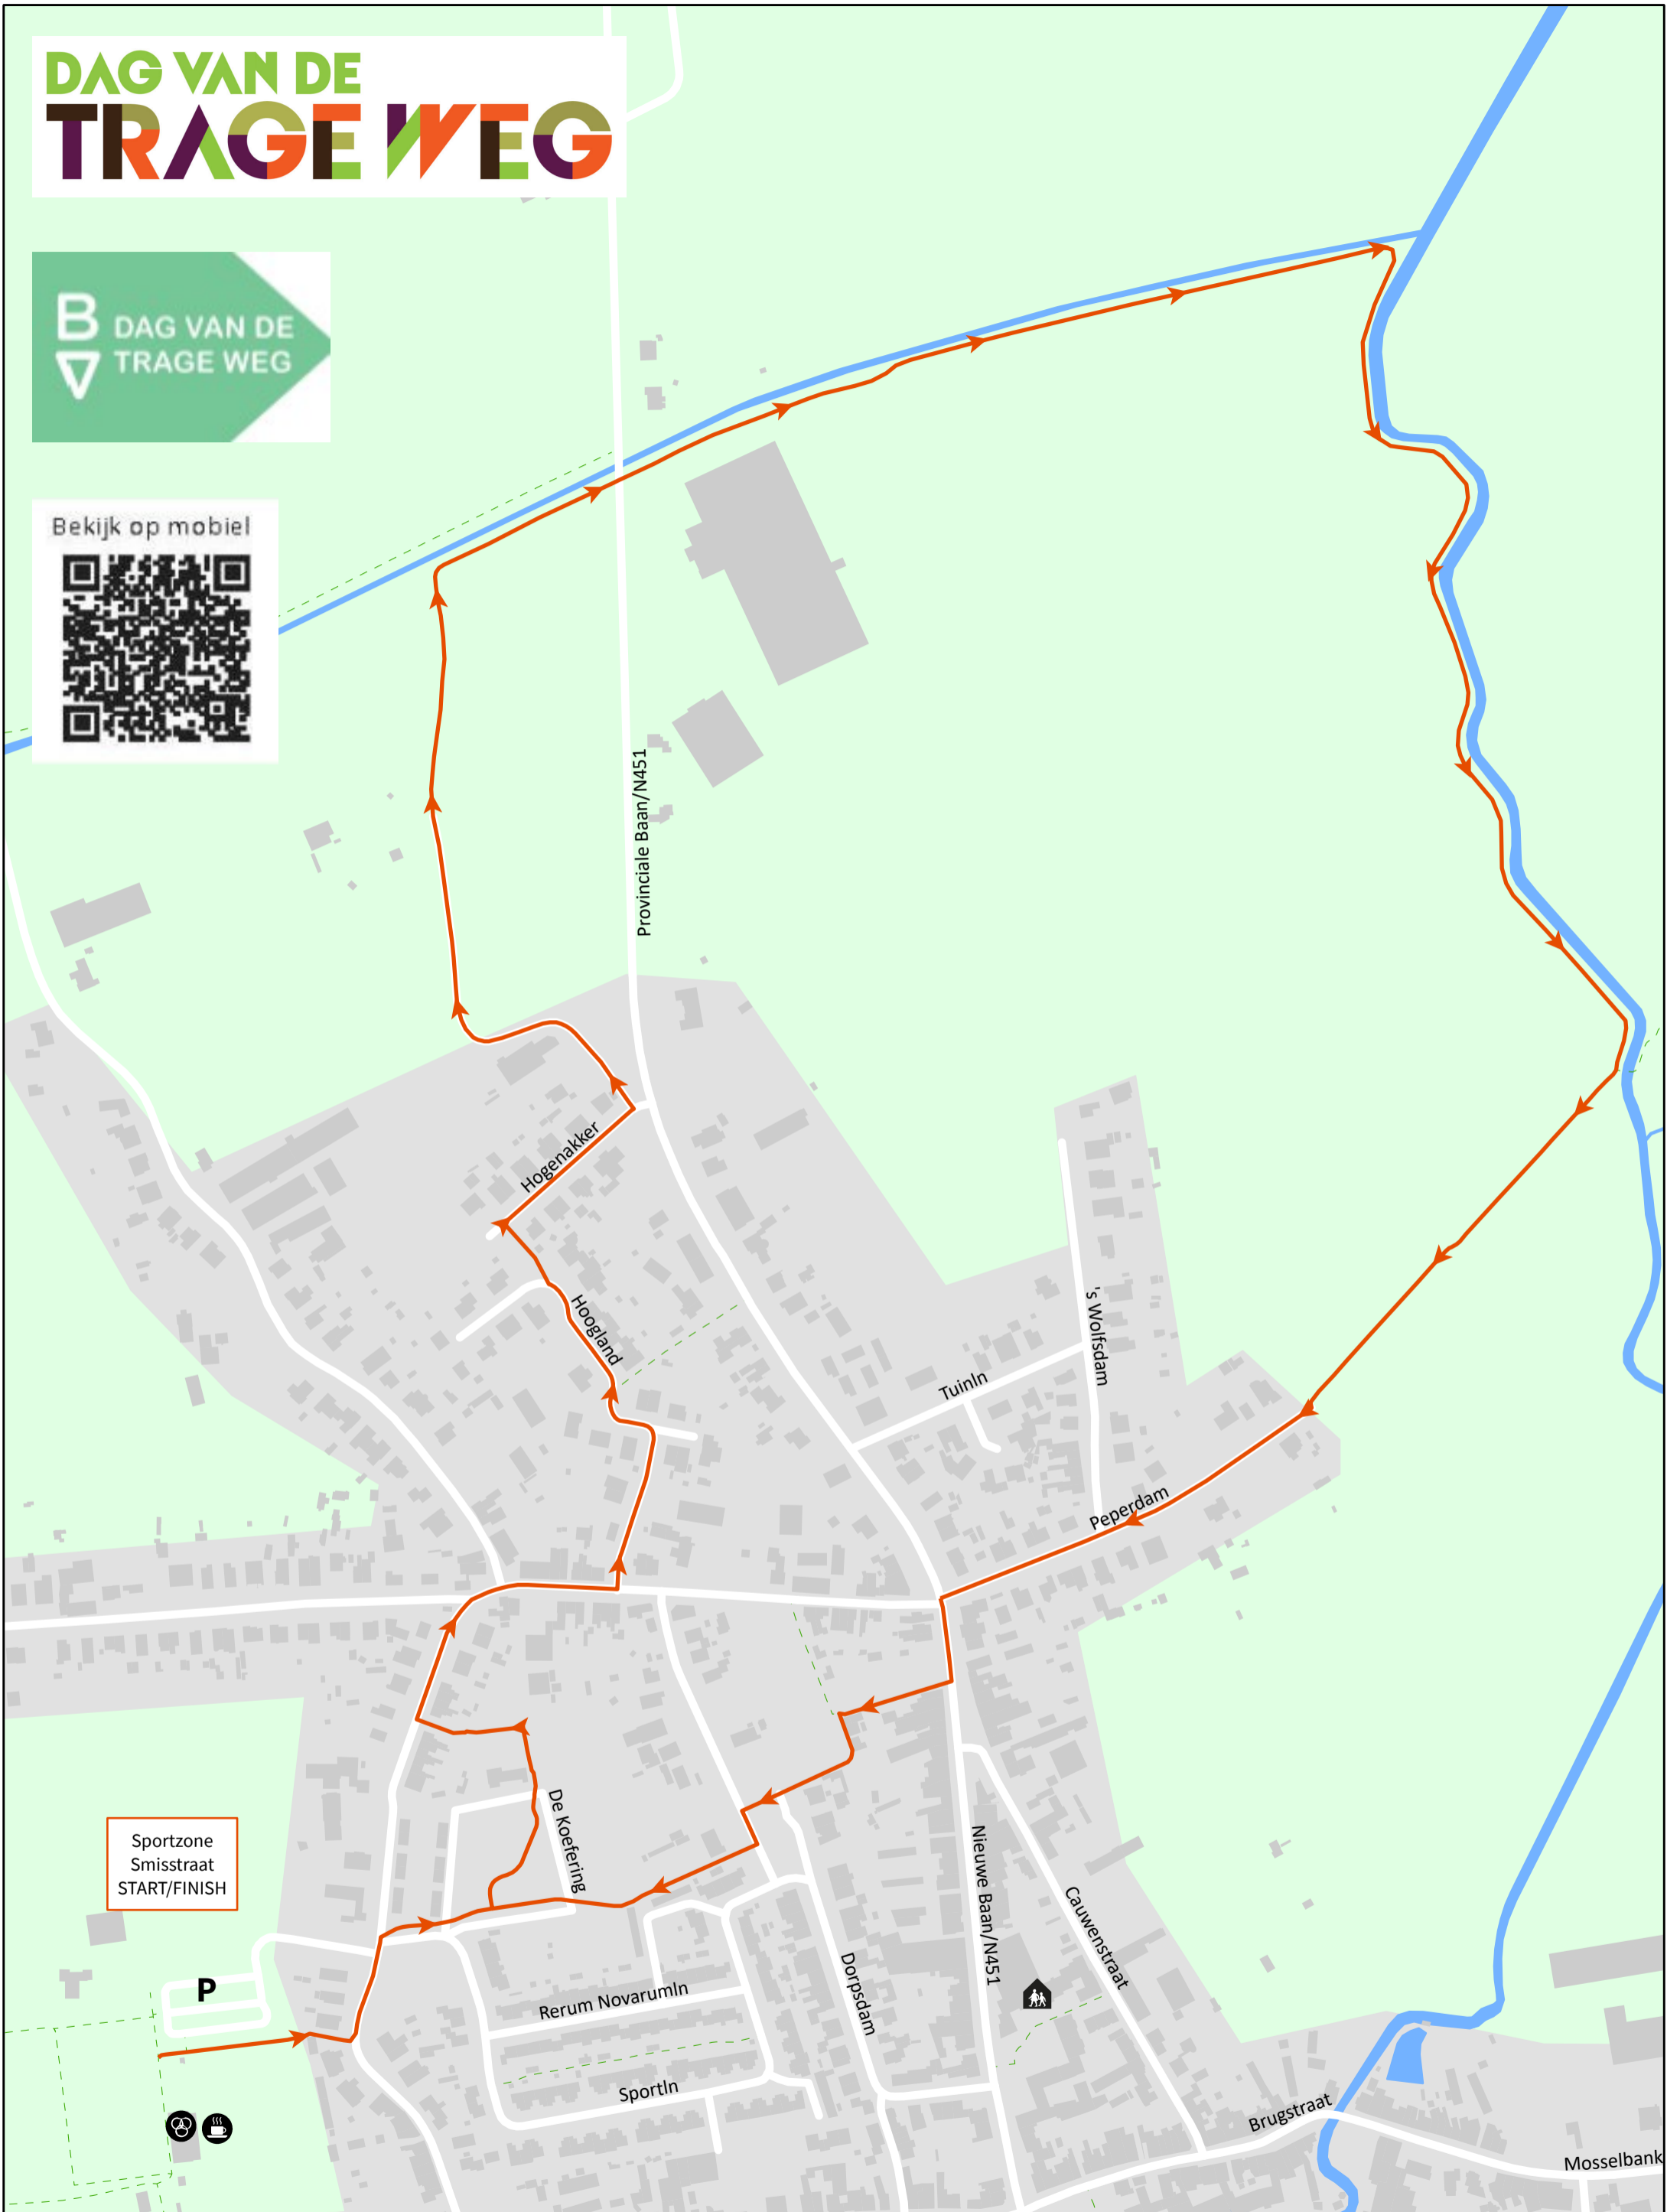 DAG VAN DE
TRAGE WEG
B
DAG VAN DE
TRAGE WEG
Bekijk op mobiel
Provinciale Baan/N451
Hogenakker
Hoogland
's Wolfsdam
Tuinln
Peperdam
De Koefering
Sportzone
Smisstraat
START/FINISH
Nieuwe Baan/N451
Cauwenstraat
P
Dorpsdam
Rerum Novarumln
Sportln
Brugstraat
Mosselbank